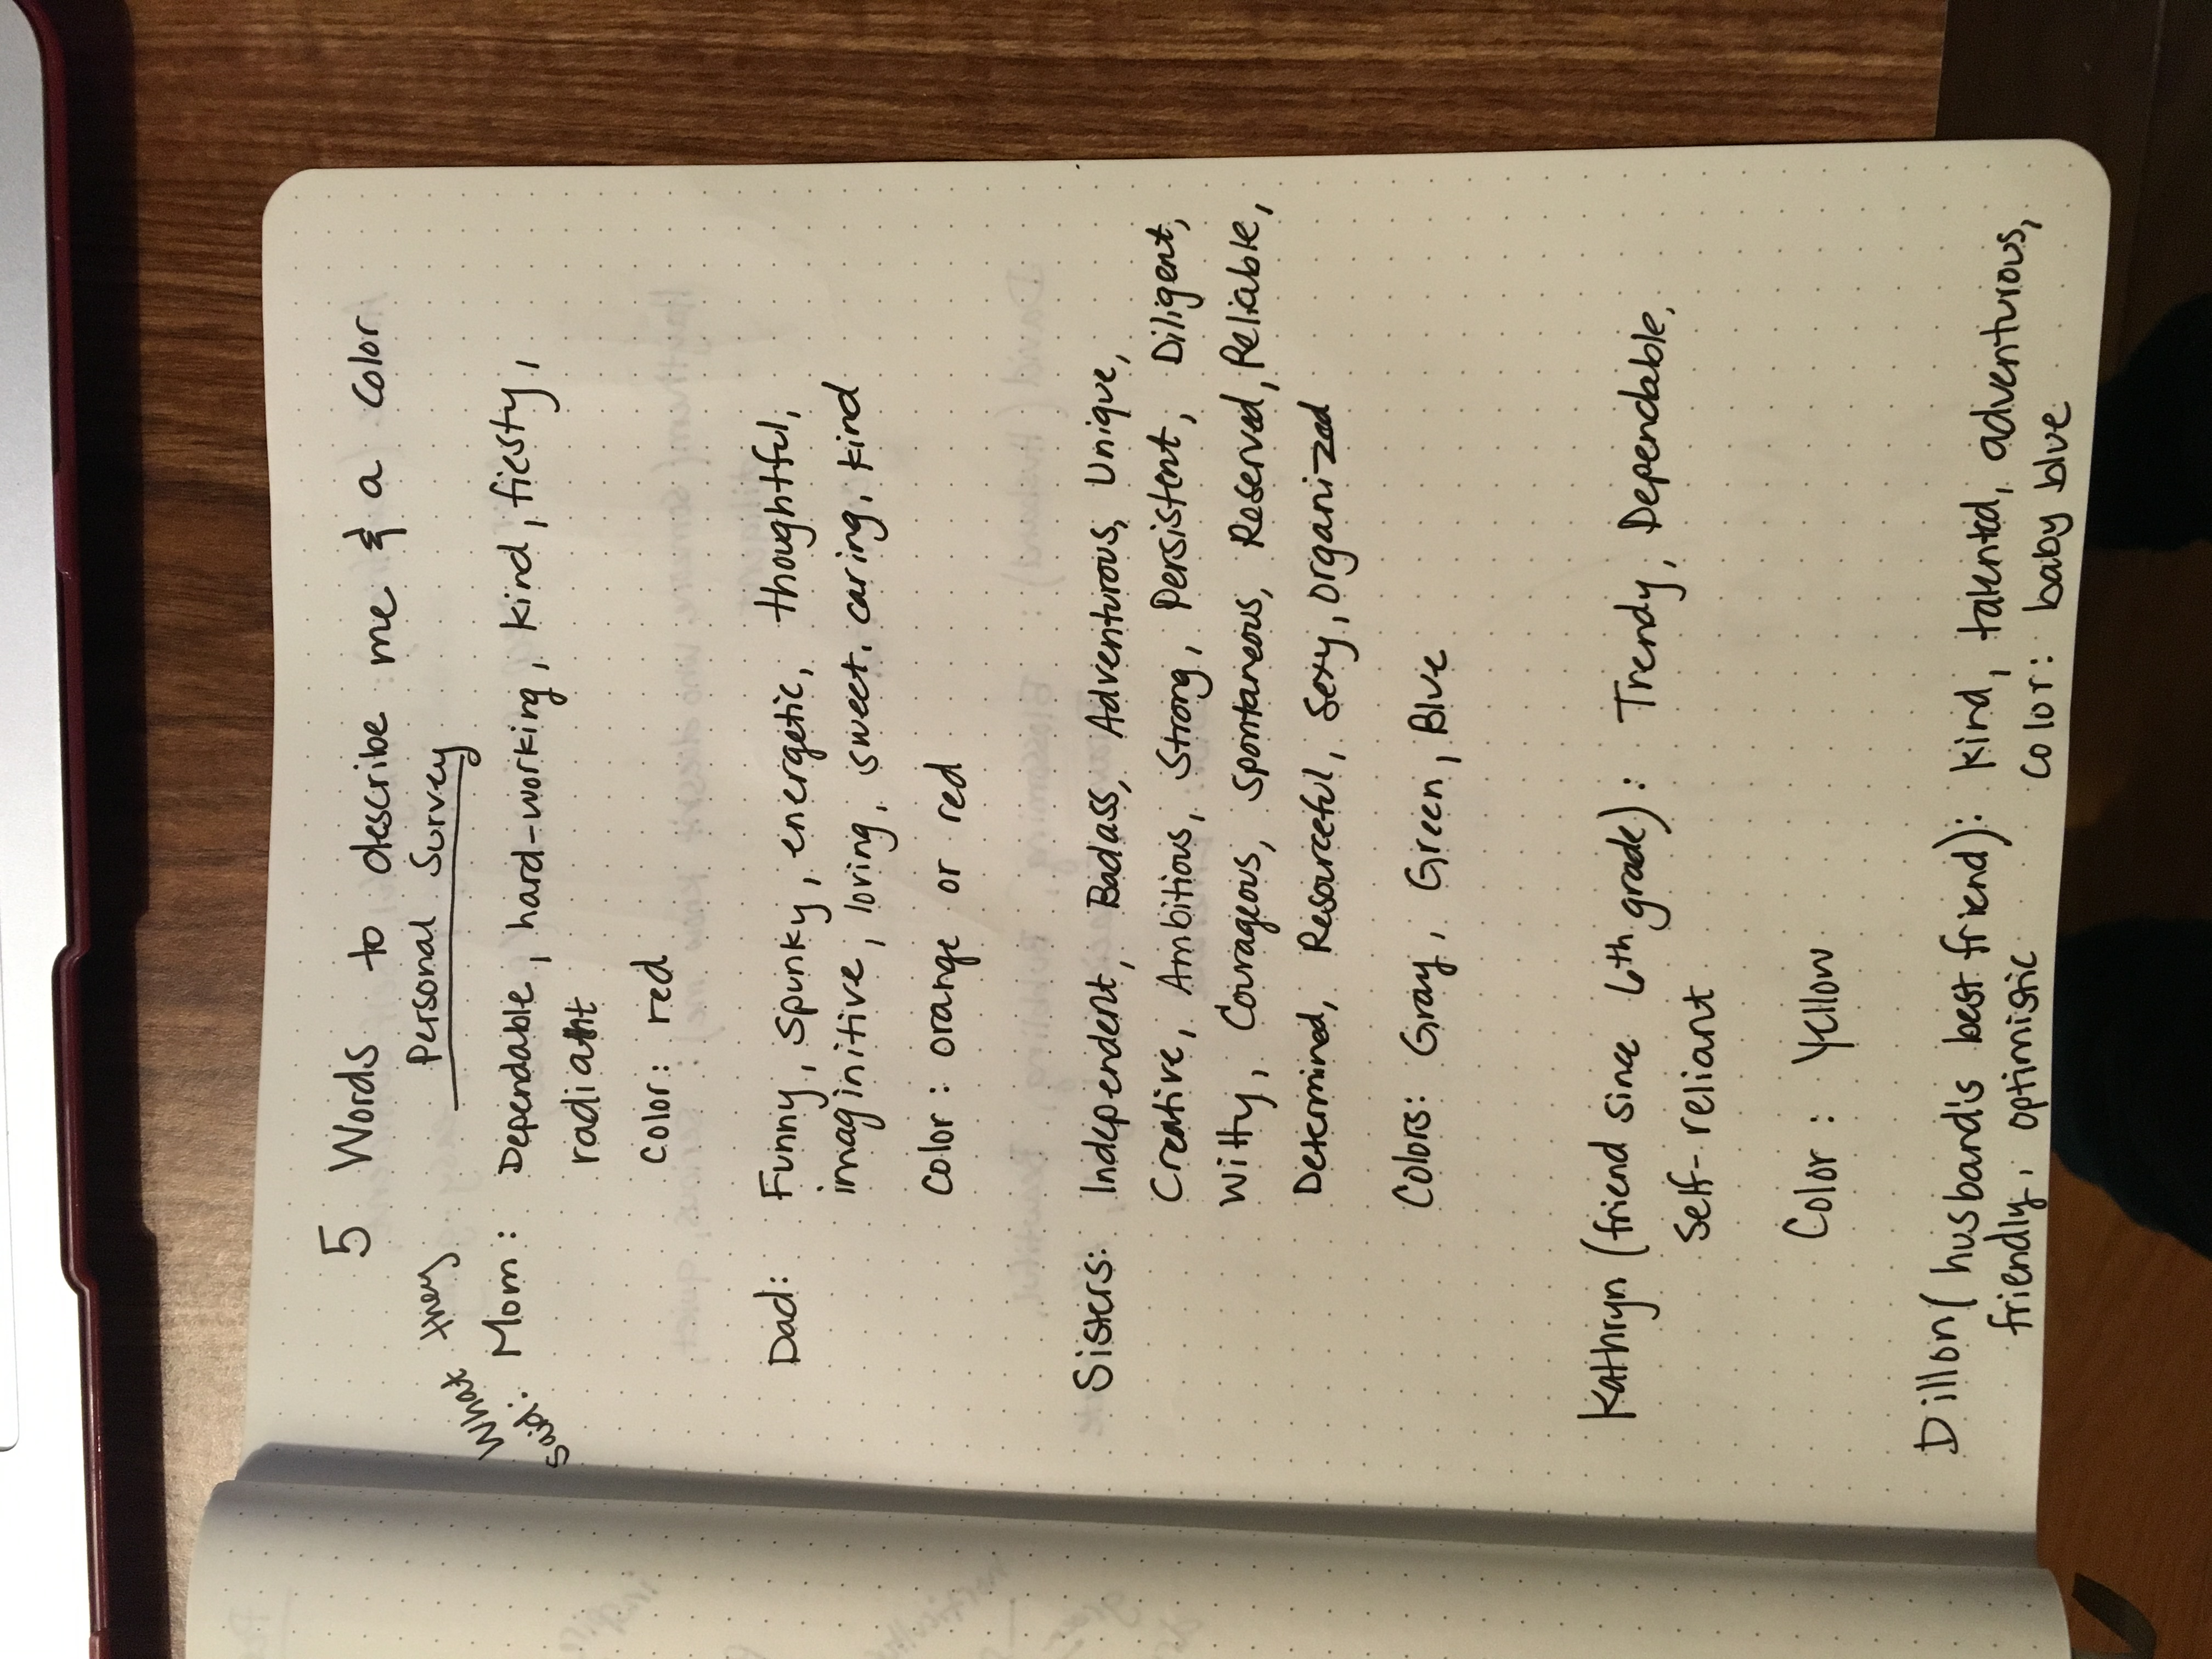 5 Words to describe me & a color
Personal Survey
What they
said:
Mom: Dependable, hard-working, kind, fiesty,
radiant
Color: red
Dad: Funny, spunky, energetic, thoughtful,
imaginitive, loving, sweet, caring, kind
Color: orange or red
Sisters: Independent, Badass, Adventurous, Unique,
Creative, Ambitious, Strong, Persistent, Diligent,
Witty, Courageous, Spontaneous, Reserved, Reliable,
Determined, Resourceful, Sexy, Organized
Colors: Gray, Green, Blue
Kathryn (friend since 6th grade): Trendy, Dependable,
Self-reliant
Color: Yellow
Dillon (husband's best friend): kind, talented, adventurous,
friendly, optimistic color: baby blue